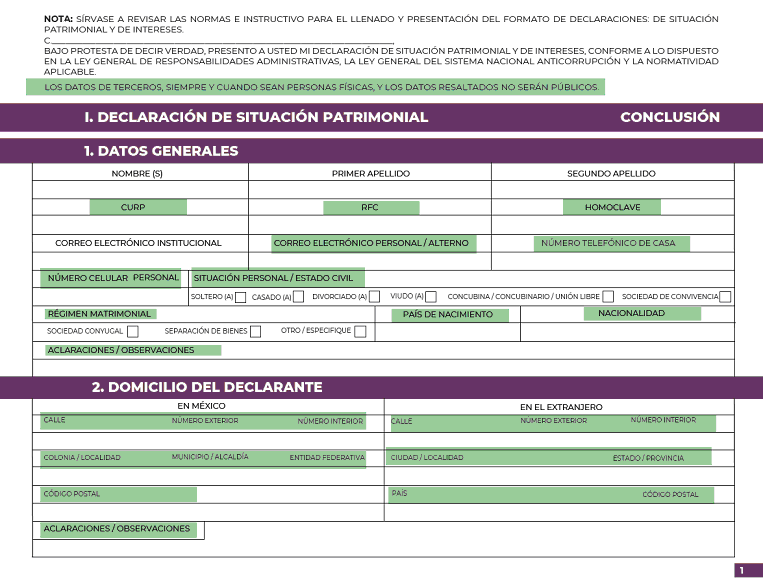 NOTA: SÍRVASE A REVISAR LAS NORMAS E INSTRUCTIVO PARA EL LLENADO Y PRESENTACIÓN DEL FORMATO DE DECLARACIONES: DE SITUACIÓN
PATRIMONIAL Y DE INTERESES.
C.
BAJO PROTESTA DE DECIR VERDAD, PRESENTO A USTED MI DECLARACIÓN DE SITUACIÓN PATRIMONIAL Y DE INTERESES, CONFORME A LO DISPUESTO
EN LA LEY GENERAL DE RESPONSABILIDADES ADMINISTRATIVAS, LA LEY GENERAL DEL SISTEMA NACIONAL ANTICORRUPCIÓN Y LA NORMATIVIDAD
APLICABLE.
LOS DATOS DE TERCEROS, SIEMPRE Y CUANDO SEAN PERSONAS FÍSICAS, Y LOS DATOS RESALTADOS NO SERÁN PÚBLICOS.
I. DECLARACIÓN DE SITUACIÓN PATRIMONIAL CONCLUSIÓN
1. DATOS GENERALES
NOMBRE (S) PRIMER APELLIDO SEGUNDO APELLIDO
CURP RFC HOMOCLAVE
CORREO ELECTRÓNICO INSTITUCIONAL CORREO ELECTRÓNICO PERSONAL / ALTERNO NÚMERO TELEFÓNICO DE CASA
NÚMERO CELULAR PERSONAL SITUACIÓN PERSONAL / ESTADO CIVIL
SOLTERO (A) CASADO (A) DIVORCIADO (A) VIUDO (A) CONCUBINA / CONCUBINARIO / UNIÓN LIBRE SOCIEDAD DE CONVIVENCIA
RÉGIMEN MATRIMONIAL PAÍS DE NACIMIENTO NACIONALIDAD
SOCIEDAD CONYUGAL SEPARACIÓN DE BIENES OTRO / ESPECIFIQUE
ACLARACIONES / OBSERVACIONES
2. DOMICILIO DEL DECLARANTE
EN MÉXICO EN EL EXTRANJERO
CALLE NÚMERO EXTERIOR NÚMERO INTERIOR CALLE NÚMERO EXTERIOR NÚMERO INTERIOR
COLONIA / LOCALIDAD MUNICIPIO / ALCALDÍA ENTIDAD FEDERATIVA CIUDAD / LOCALIDAD ESTADO / PROVINCIA
CÓDIGO POSTAL PAÍS CÓDIGO POSTAL
ACLARACIONES / OBSERVACIONES
1